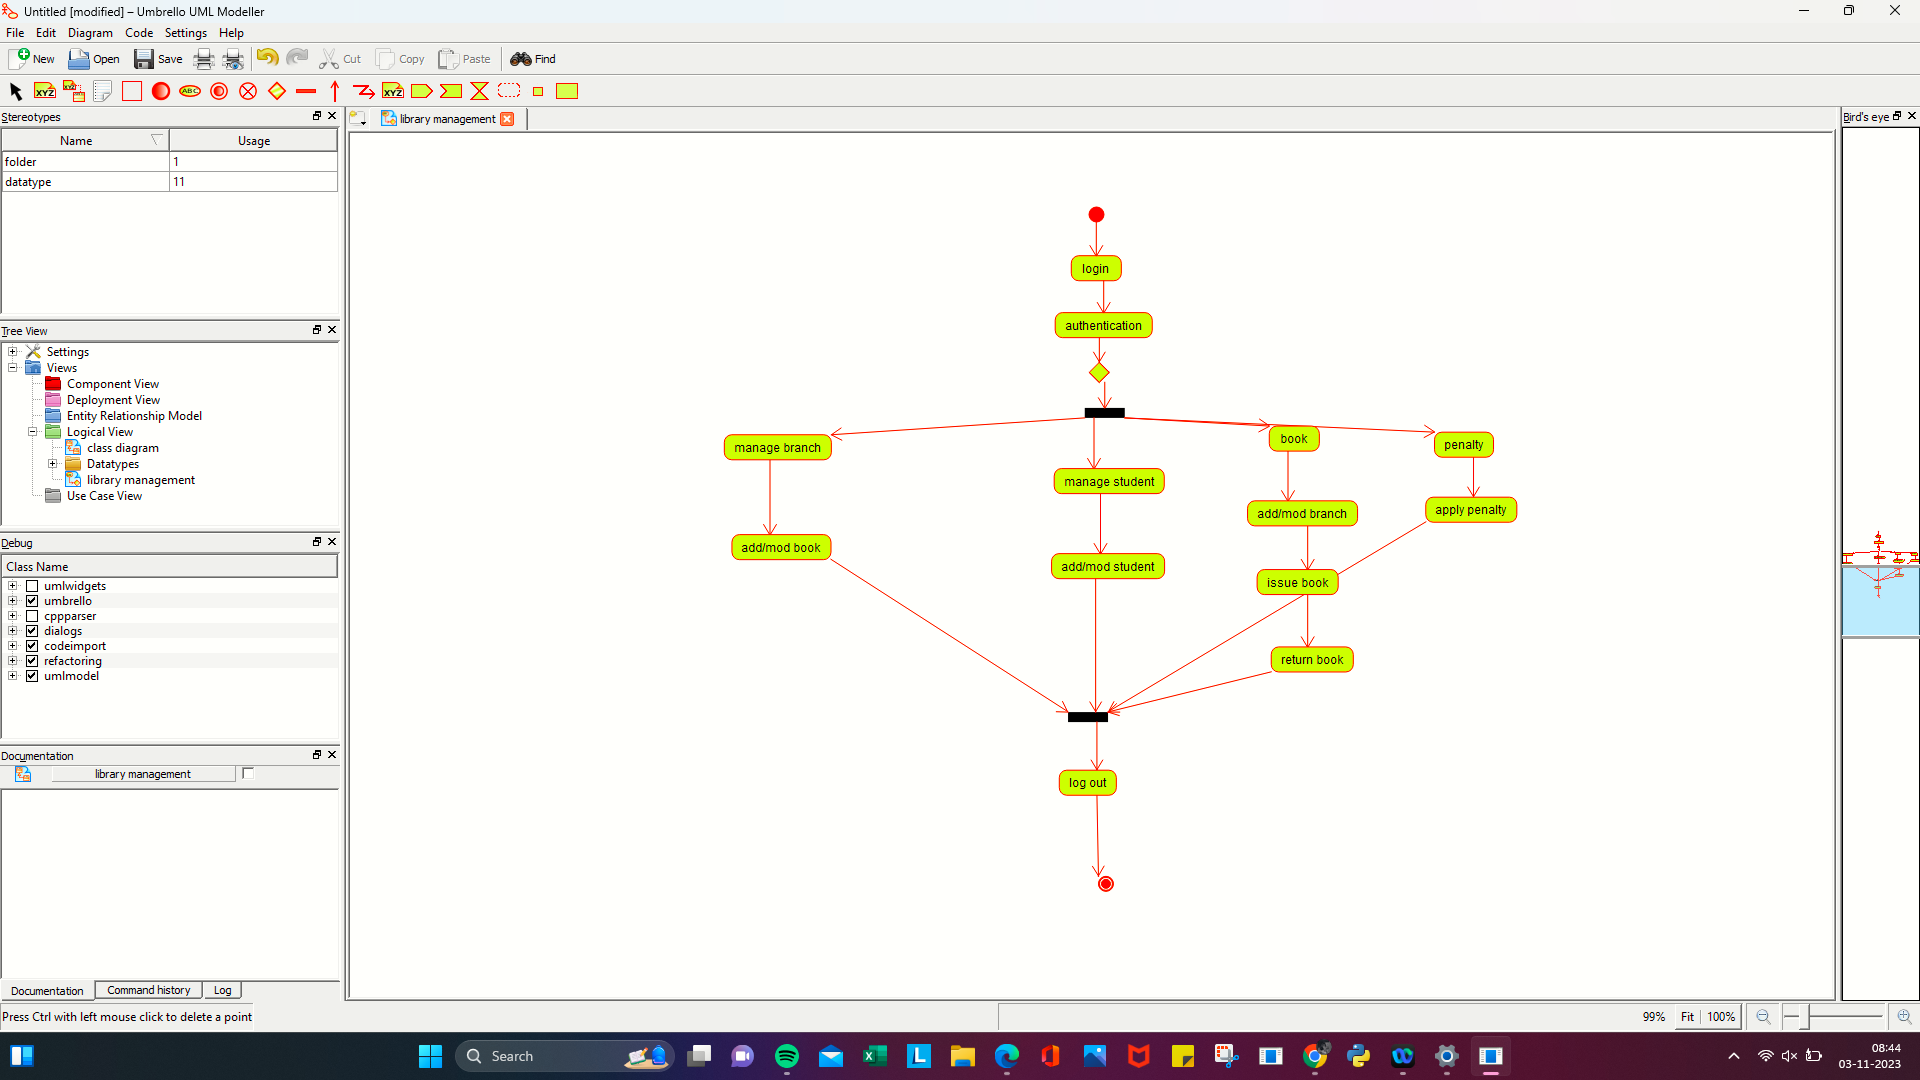 Untitled [modified] – Umbrello UML Modeller
File Edit Diagram Code Settings Help
New Open Save Cut Copy Paste Find
XYZ XYZ ABC XYZ
Stereotypes
Name Usage
folder 1
datatype 11
Tree View
Settings
Views
Component View
Deployment View
Entity Relationship Model
Logical View
class diagram
Datatypes
library management
Use Case View
Debug
Class Name
umlwidgets
umbrello
cppparser
dialogs
codeimport
refactoring
umlmodel
Documentation
library management
Documentation Command history Log
Press Ctrl with left mouse click to delete a point
library management
login
authentication
manage branch
manage student
book
penalty
add/mod book
add/mod student
add/mod branch
apply penalty
issue book
return book
log out
Bird's eye
99% Fit 100%
Search
08:44
03-11-2023